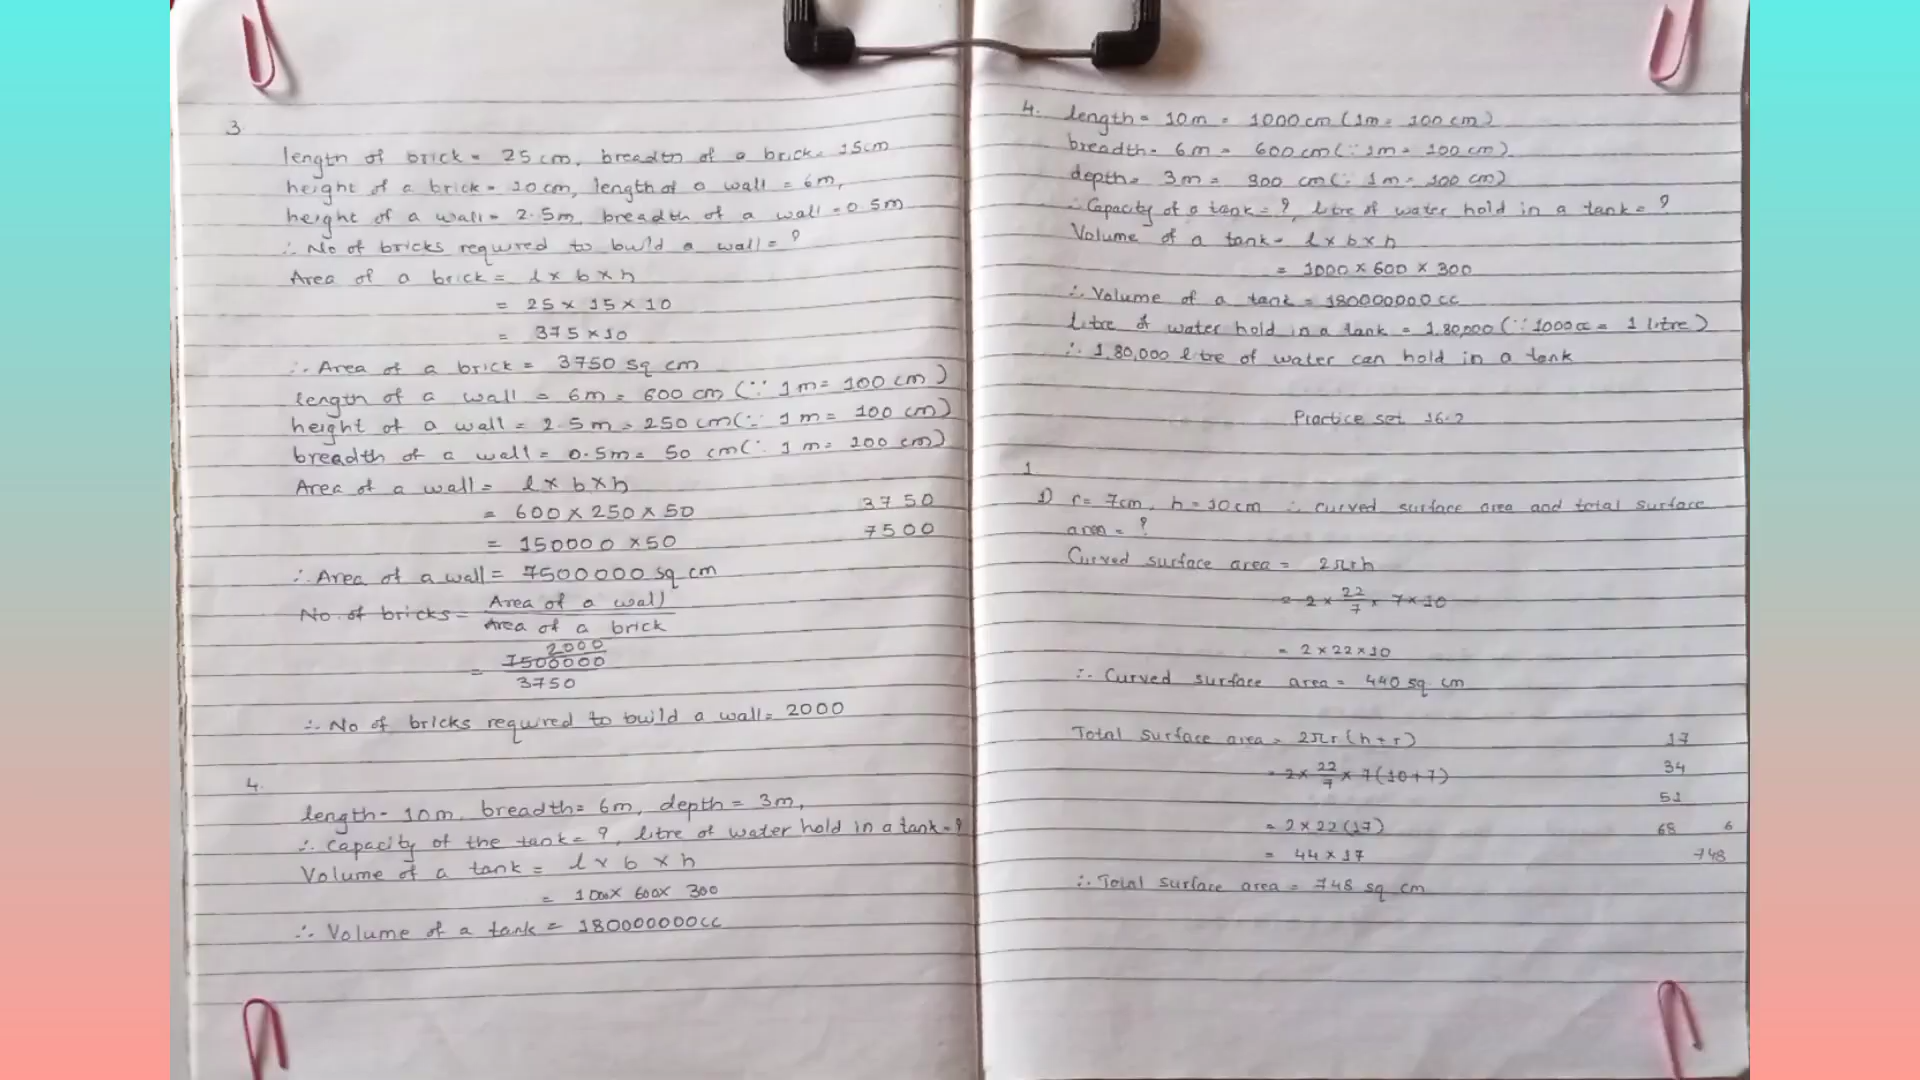 3.
length of brick = 25 cm, breadth of a brick = 15cm
height of a brick = 10 cm, length of a wall = 6m,
height of a wall = 2.5m, breadth of a wall = 0.5m
∴ No of bricks required to build a wall = ?
Area of a brick = l × b × h
= 25 × 15 × 10
= 375 × 10
∴ Area of a brick = 3750 sq cm
length of a wall = 6m = 600 cm (∵ 1m = 100 cm)
height of a wall = 2.5m = 250 cm (∵ 1m = 100 cm)
breadth of a wall = 0.5m = 50 cm (∵ 1m = 100 cm)
Area of a wall = l × b × h
= 600 × 250 × 50 3750
= 150000 × 50 7500
∴ Area of a wall = 7500000 sq cm
No. of bricks = Area of a wall
Area of a brick
2000
= 7500000
3750
∴ No of bricks required to build a wall = 2000
4.
length = 10m, breadth = 6m, depth = 3m,
∴ Capacity of the tank = ?, litre of water hold in a tank = ?
Volume of a tank = l × b × h
= 1000 × 600 × 300
∴ Volume of a tank = 180000000cc
4. length = 10m = 1000 cm (1m = 100 cm)
breadth = 6m = 600 cm (∵ 1m = 100 cm)
depth = 3m = 300 cm (∵ 1m = 100 cm)
∴ Capacity of a tank = ?, litre of water hold in a tank = ?
Volume of a tank = l × b × h
= 1000 × 600 × 300
∴ Volume of a tank = 180000000 cc
litre of water hold in a tank = 1,80,000 (∵ 1000cc = 1 litre)
∴ 1,80,000 litre of water can hold in a tank
Practice set 16.2
1.
1) r = 7cm, h = 10cm ∴ curved surface area and total surface
area = ?
Curved surface area = 2πrh
= 2 × 22/7 × 7 × 10
= 2 × 22 × 10
∴ Curved surface area = 440 sq cm
Total surface area = 2πr (h + r) 17
= 2 × 22/7 × 7 (10 + 7) 34
51
= 2 × 22 (17) 68 6
= 44 × 17 748
∴ Total surface area = 748 sq cm